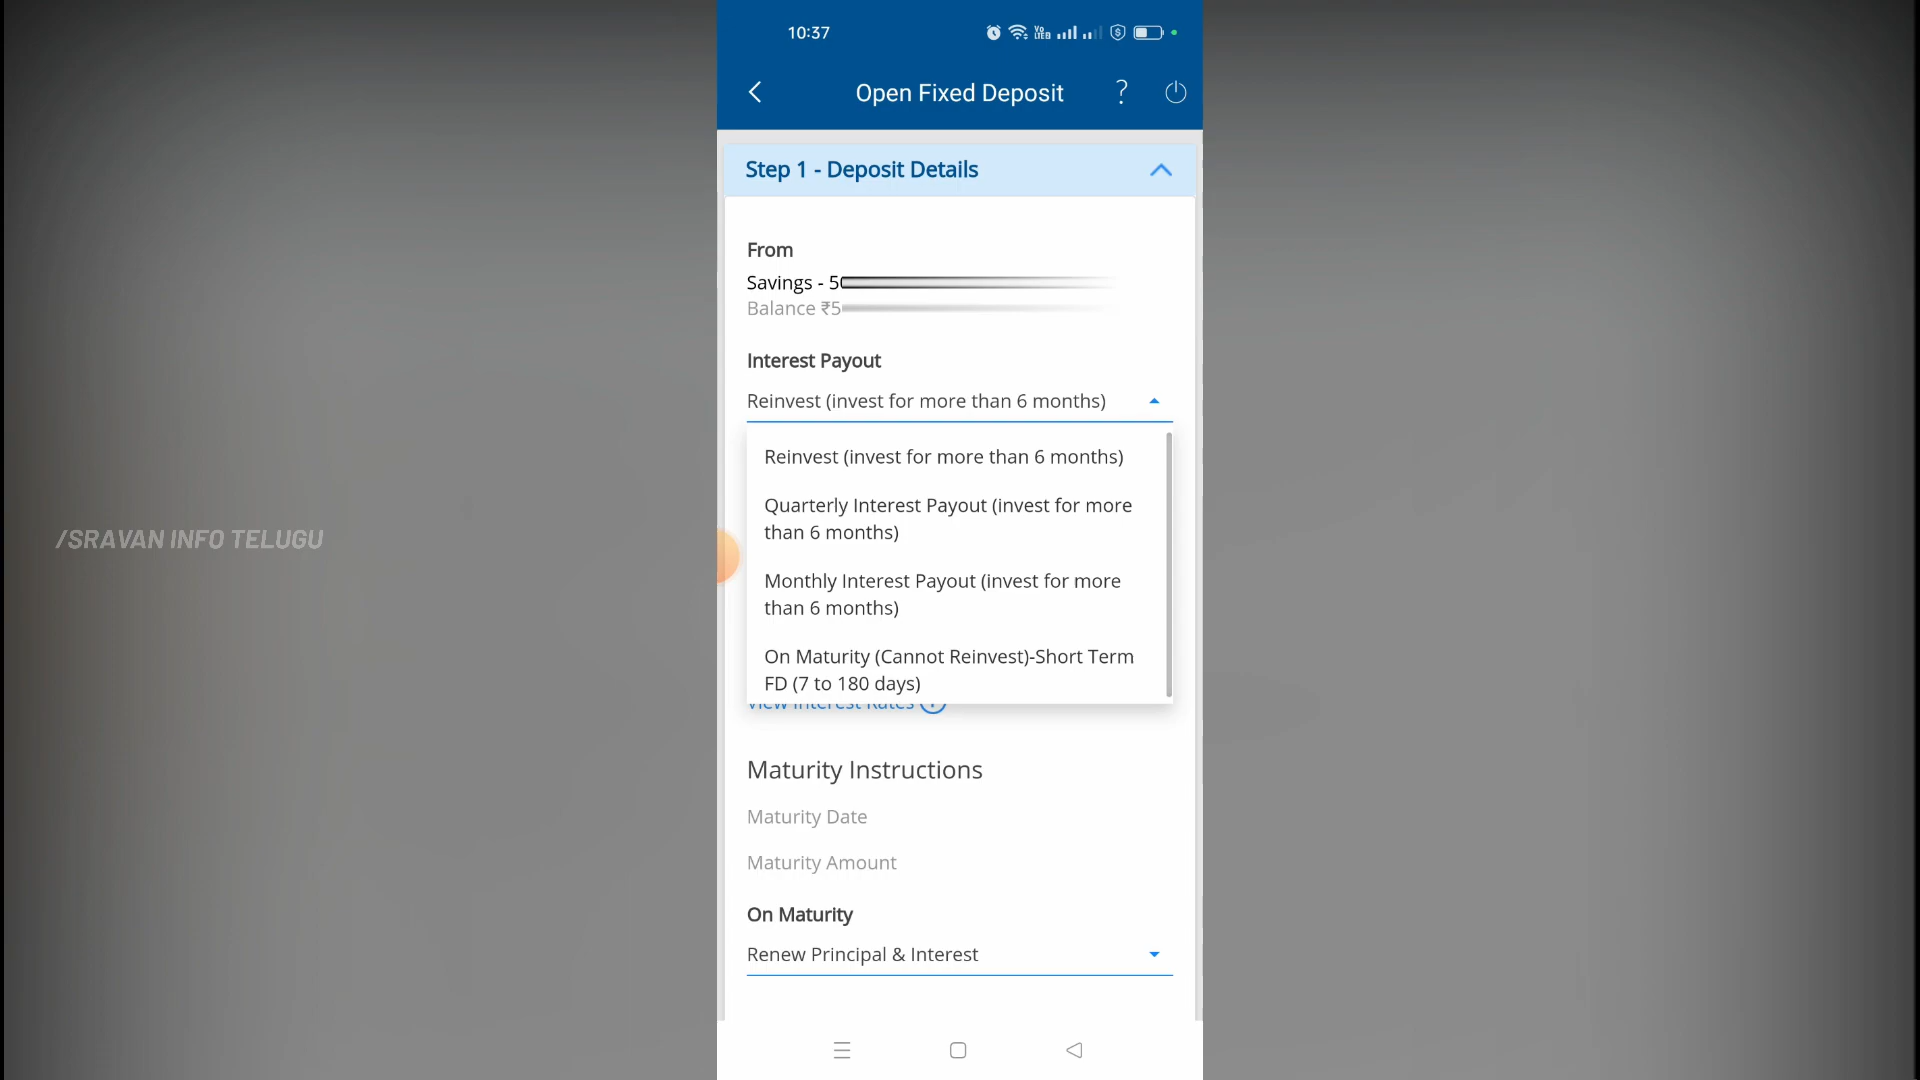 10:37
Open Fixed Deposit ?
Step 1 - Deposit Details
From
Savings - 50
Balance ₹5
Interest Payout
Reinvest (invest for more than 6 months)
Reinvest (invest for more than 6 months)
Quarterly Interest Payout (invest for more
than 6 months)
/SRAVAN INFO TELUGU
Monthly Interest Payout (invest for more
than 6 months)
On Maturity (Cannot Reinvest)-Short Term
FD (7 to 180 days)
View Interest Rates
Maturity Instructions
Maturity Date
Maturity Amount
On Maturity
Renew Principal & Interest